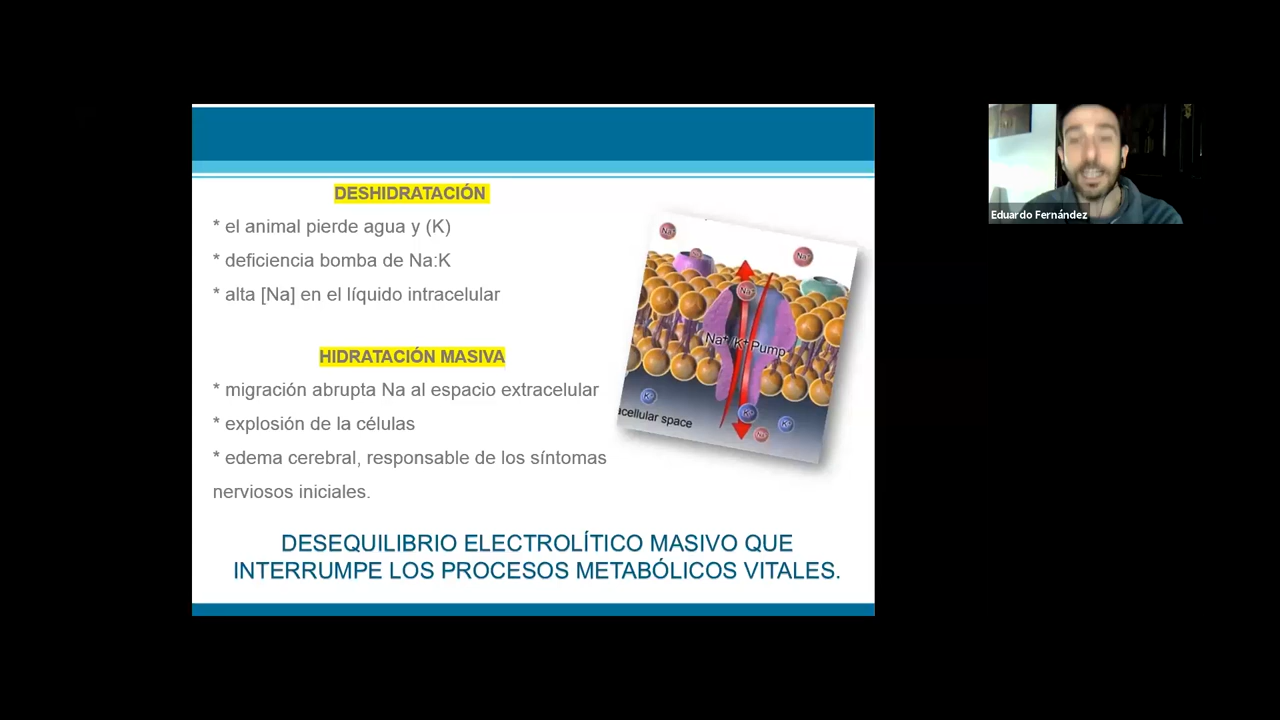 DESHIDRATACIÓN
* el animal pierde agua y (K)
* deficiencia bomba de Na:K
* alta [Na] en el líquido intracelular
HIDRATACIÓN MASIVA
* migración abrupta Na al espacio extracelular
* explosión de la células
* edema cerebral, responsable de los síntomas
nerviosos iniciales.
DESEQUILIBRIO ELECTROLÍTICO MASIVO QUE
INTERRUMPE LOS PROCESOS METABÓLICOS VITALES.
Na⁺/K⁺ Pump
acellular space
Eduardo Fernández